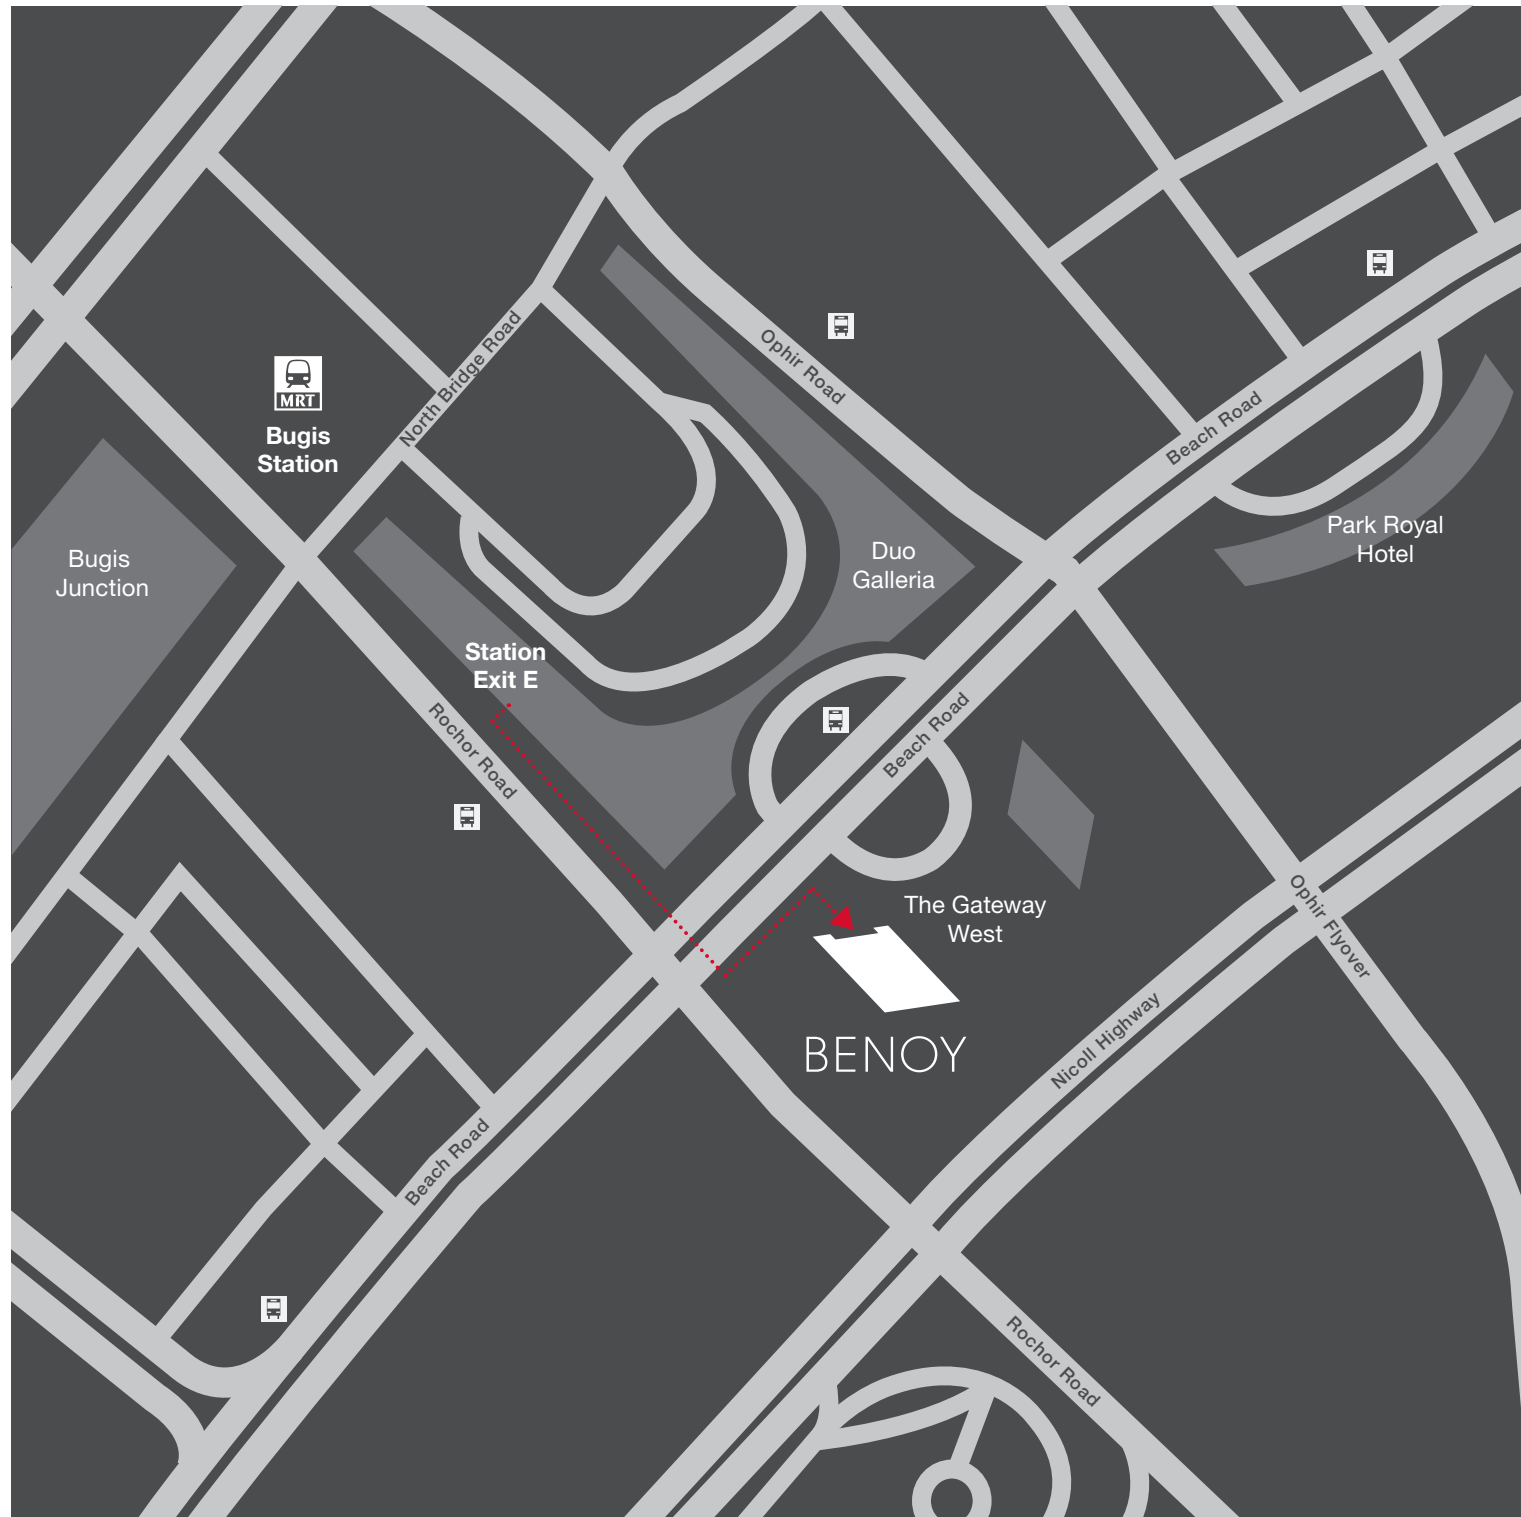 North Bridge Road
Ophir Road
MRT
Bugis
Station
Beach Road
Park Royal
Hotel
Bugis
Junction
Duo
Galleria
Station
Exit E
Rochor Road
Beach Road
The Gateway
West
Ophir Flyover
BENOY
Nicoll Highway
Beach Road
Rochor Road